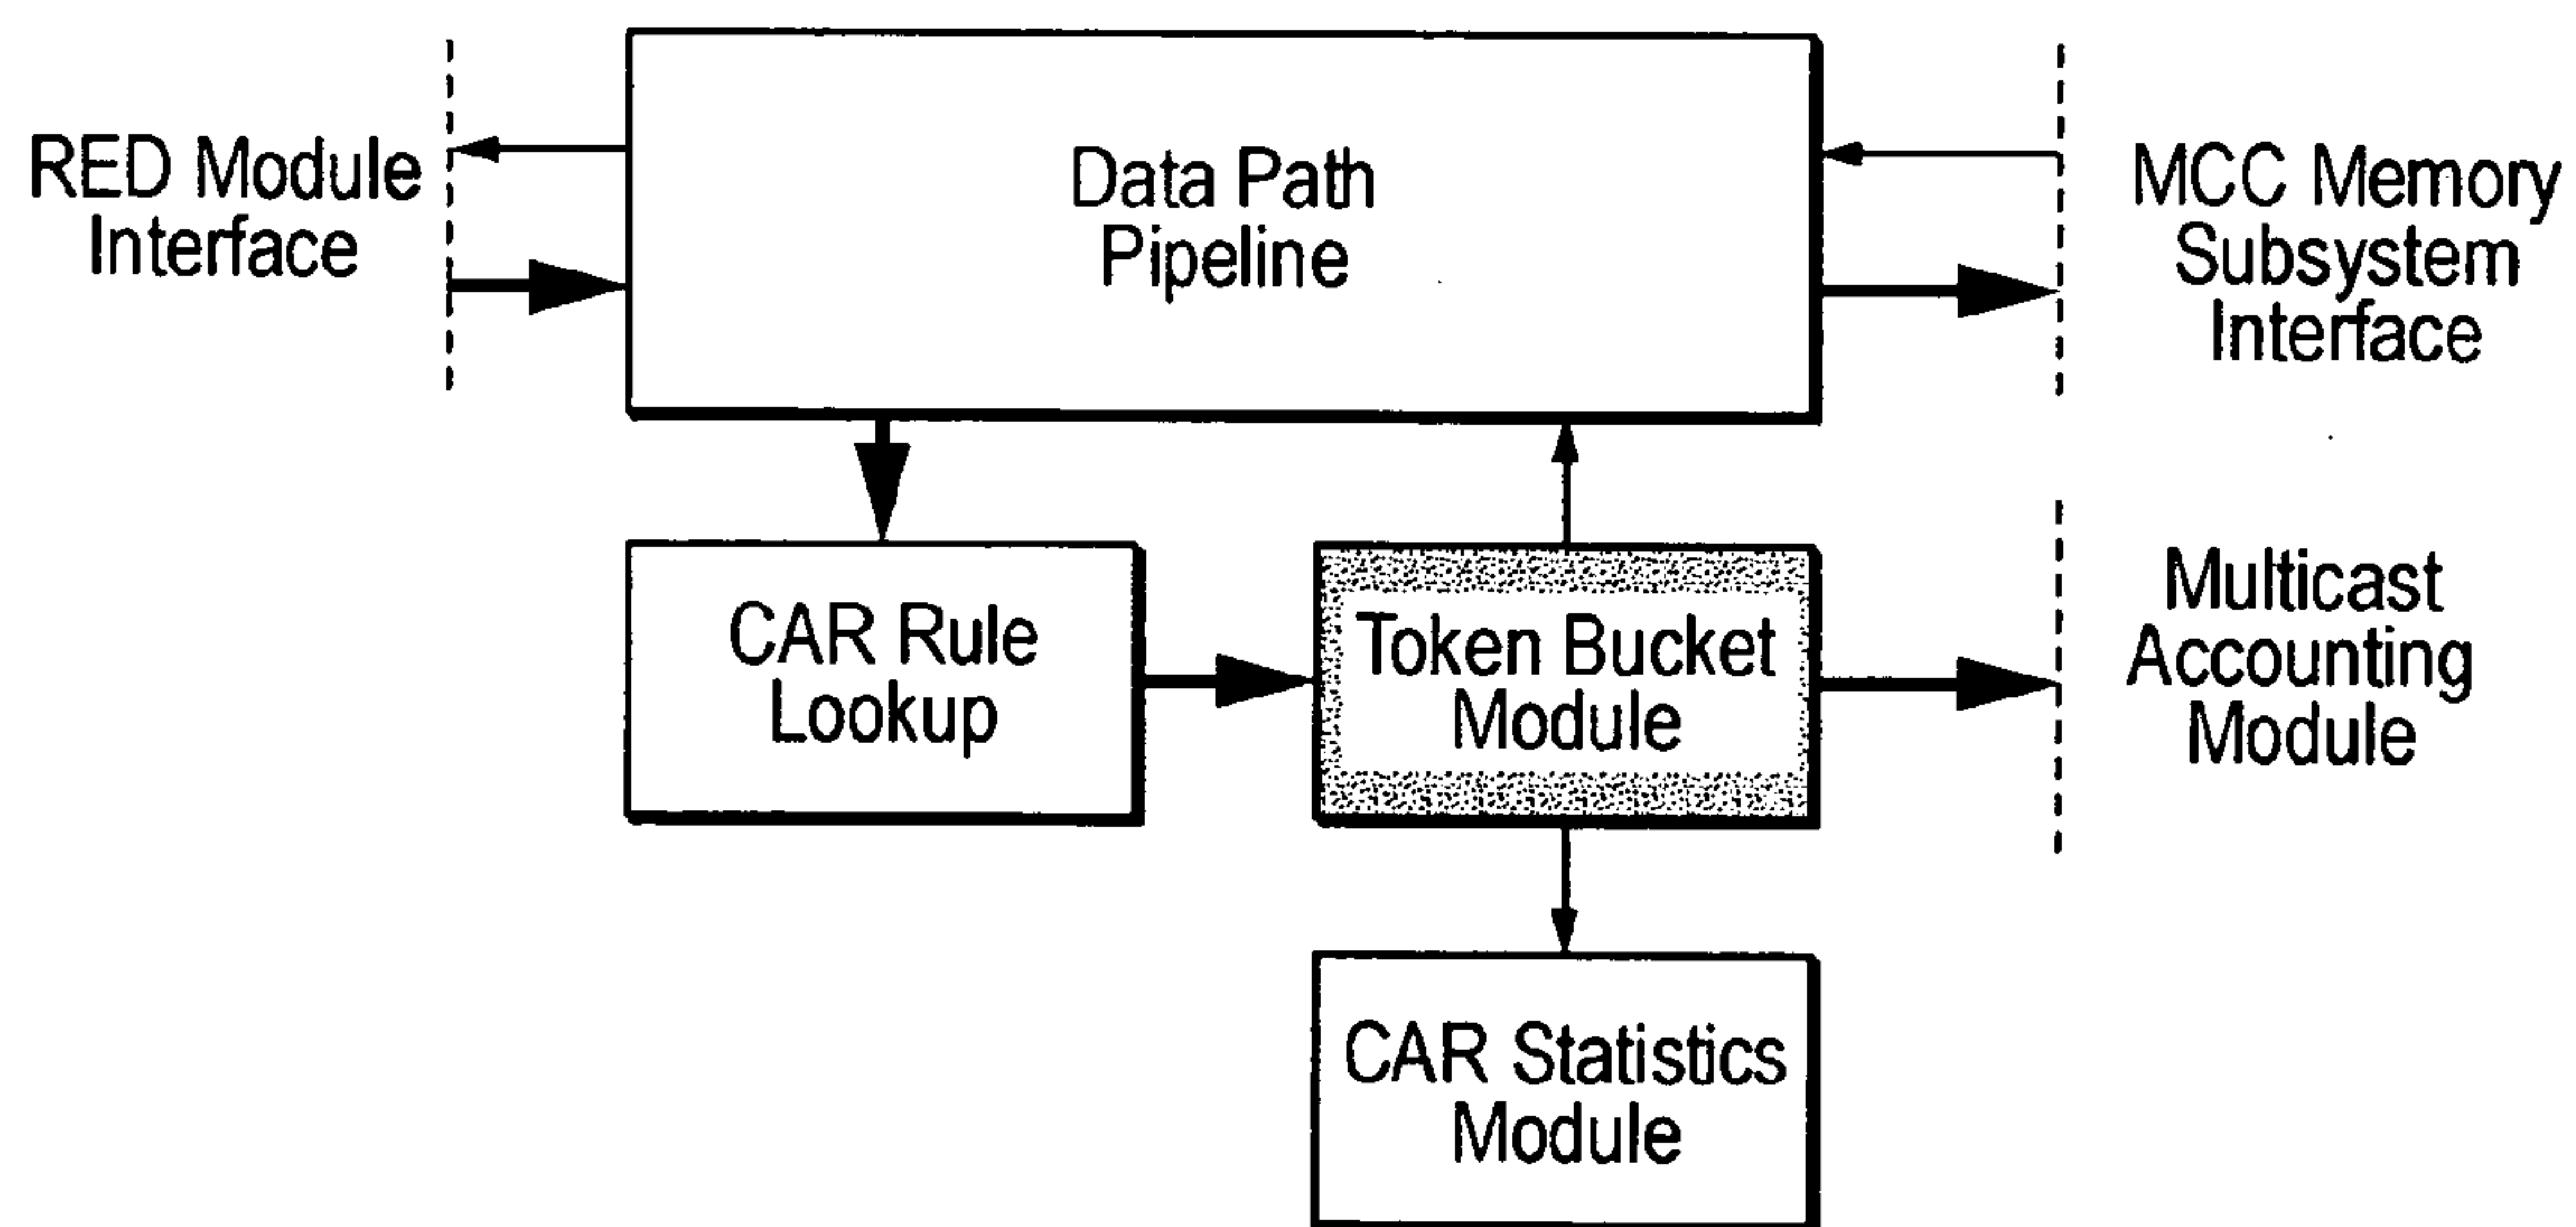 RED Module
Interface
Data Path
Pipeline
MCC Memory
Subsystem
Interface
CAR Rule
Lookup
Token Bucket
Module
Multicast
Accounting
Module
CAR Statistics
Module